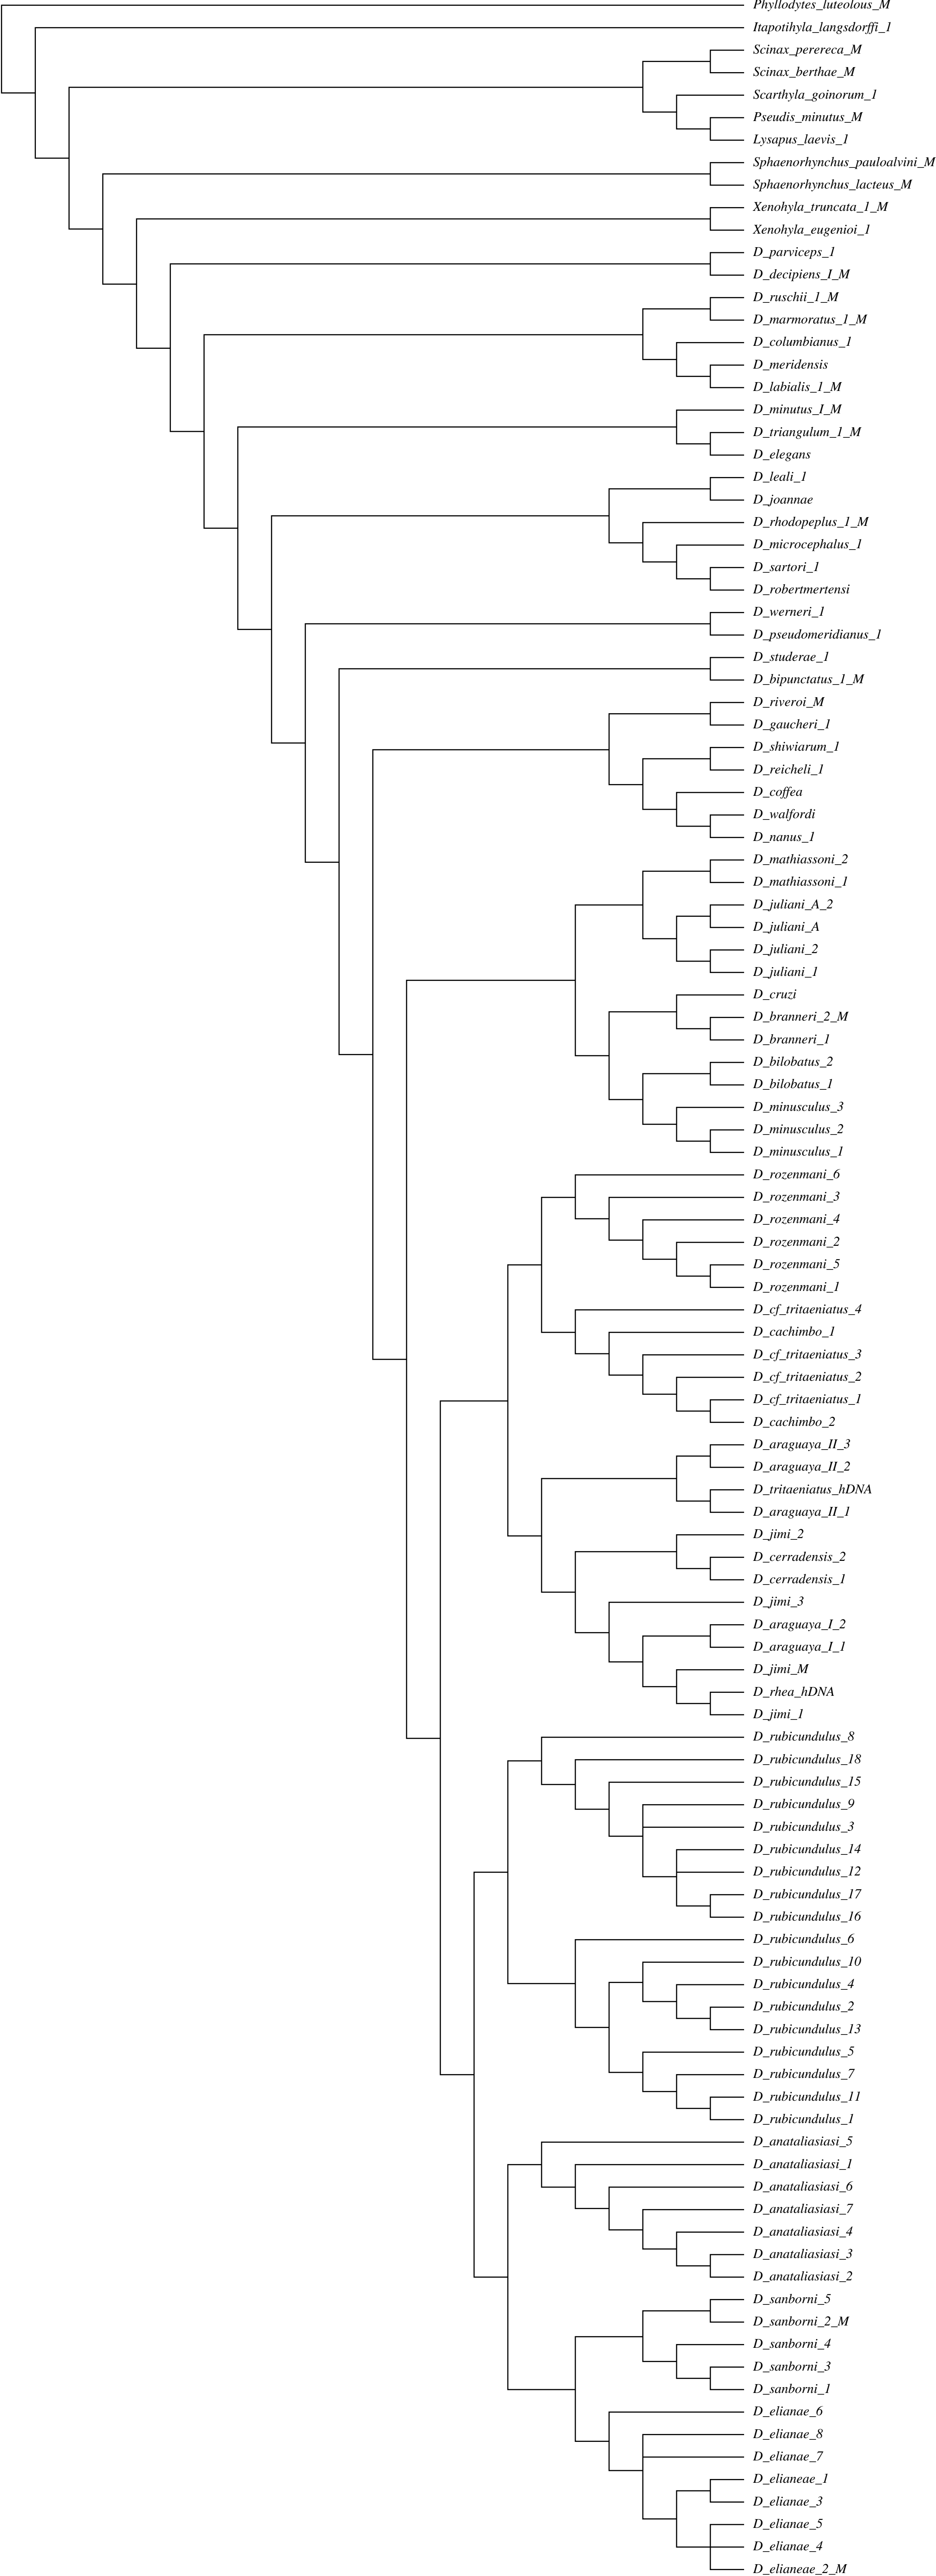 Phyllodytes_luteolous_M
Itapotihyla_langsdorffi_1
Scinax_perereca_M
Scinax_berthae_M
Scarthyla_goinorum_1
Pseudis_minutus_M
Lysapus_laevis_1
Sphaenorhynchus_pauloalvini_M
Sphaenorhynchus_lacteus_M
Xenohyla_truncata_1_M
Xenohyla_eugenioi_1
D_parviceps_1
D_decipiens_I_M
D_ruschii_1_M
D_marmoratus_1_M
D_columbianus_1
D_meridensis
D_labialis_1_M
D_minutus_I_M
D_triangulum_1_M
D_elegans
D_leali_1
D_joannae
D_rhodopeplus_1_M
D_microcephalus_1
D_sartori_1
D_robertmertensi
D_werneri_1
D_pseudomeridianus_1
D_studerae_1
D_bipunctatus_1_M
D_riveroi_M
D_gaucheri_1
D_shiwiarum_1
D_reicheli_1
D_coffea
D_walfordi
D_nanus_1
D_mathiassoni_2
D_mathiassoni_1
D_juliani_A_2
D_juliani_A
D_juliani_2
D_juliani_1
D_cruzi
D_branneri_2_M
D_branneri_1
D_bilobatus_2
D_bilobatus_1
D_minusculus_3
D_minusculus_2
D_minusculus_1
D_rozenmani_6
D_rozenmani_3
D_rozenmani_4
D_rozenmani_2
D_rozenmani_5
D_rozenmani_1
D_cf_tritaeniatus_4
D_cachimbo_1
D_cf_tritaeniatus_3
D_cf_tritaeniatus_2
D_cf_tritaeniatus_1
D_cachimbo_2
D_araguaya_II_3
D_araguaya_II_2
D_tritaeniatus_hDNA
D_araguaya_II_1
D_jimi_2
D_cerradensis_2
D_cerradensis_1
D_jimi_3
D_araguaya_I_2
D_araguaya_I_1
D_jimi_M
D_rhea_hDNA
D_jimi_1
D_rubicundulus_8
D_rubicundulus_18
D_rubicundulus_15
D_rubicundulus_9
D_rubicundulus_3
D_rubicundulus_14
D_rubicundulus_12
D_rubicundulus_17
D_rubicundulus_16
D_rubicundulus_6
D_rubicundulus_10
D_rubicundulus_4
D_rubicundulus_2
D_rubicundulus_13
D_rubicundulus_5
D_rubicundulus_7
D_rubicundulus_11
D_rubicundulus_1
D_anataliasiasi_5
D_anataliasiasi_1
D_anataliasiasi_6
D_anataliasiasi_7
D_anataliasiasi_4
D_anataliasiasi_3
D_anataliasiasi_2
D_sanborni_5
D_sanborni_2_M
D_sanborni_4
D_sanborni_3
D_sanborni_1
D_elianae_6
D_elianae_8
D_elianae_7
D_elianeae_1
D_elianae_3
D_elianae_5
D_elianae_4
D_elianeae_2_M